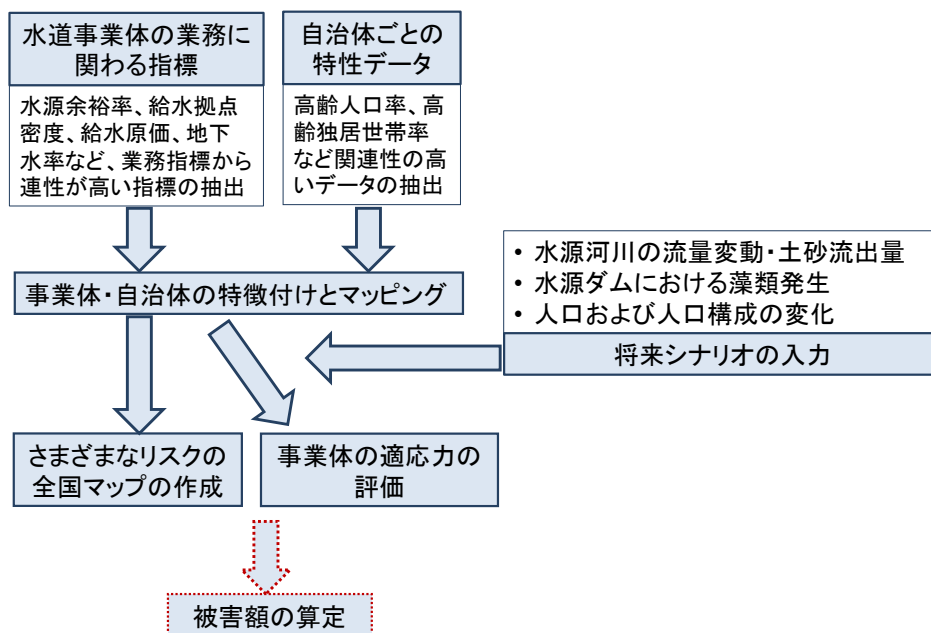 水道事業体の業務に
関わる指標
水源余裕率、給水拠点
密度、給水原価、地下
水率など、業務指標から
連性が高い指標の抽出
自治体ごとの
特性データ
高齢人口率、高
齢独居世帯率
など関連性の高
いデータの抽出
事業体・自治体の特徴付けとマッピング
• 水源河川の流量変動・土砂流出量
• 水源ダムにおける藻類発生
• 人口および人口構成の変化
将来シナリオの入力
さまざまなリスクの
全国マップの作成
事業体の適応力の
評価
被害額の算定